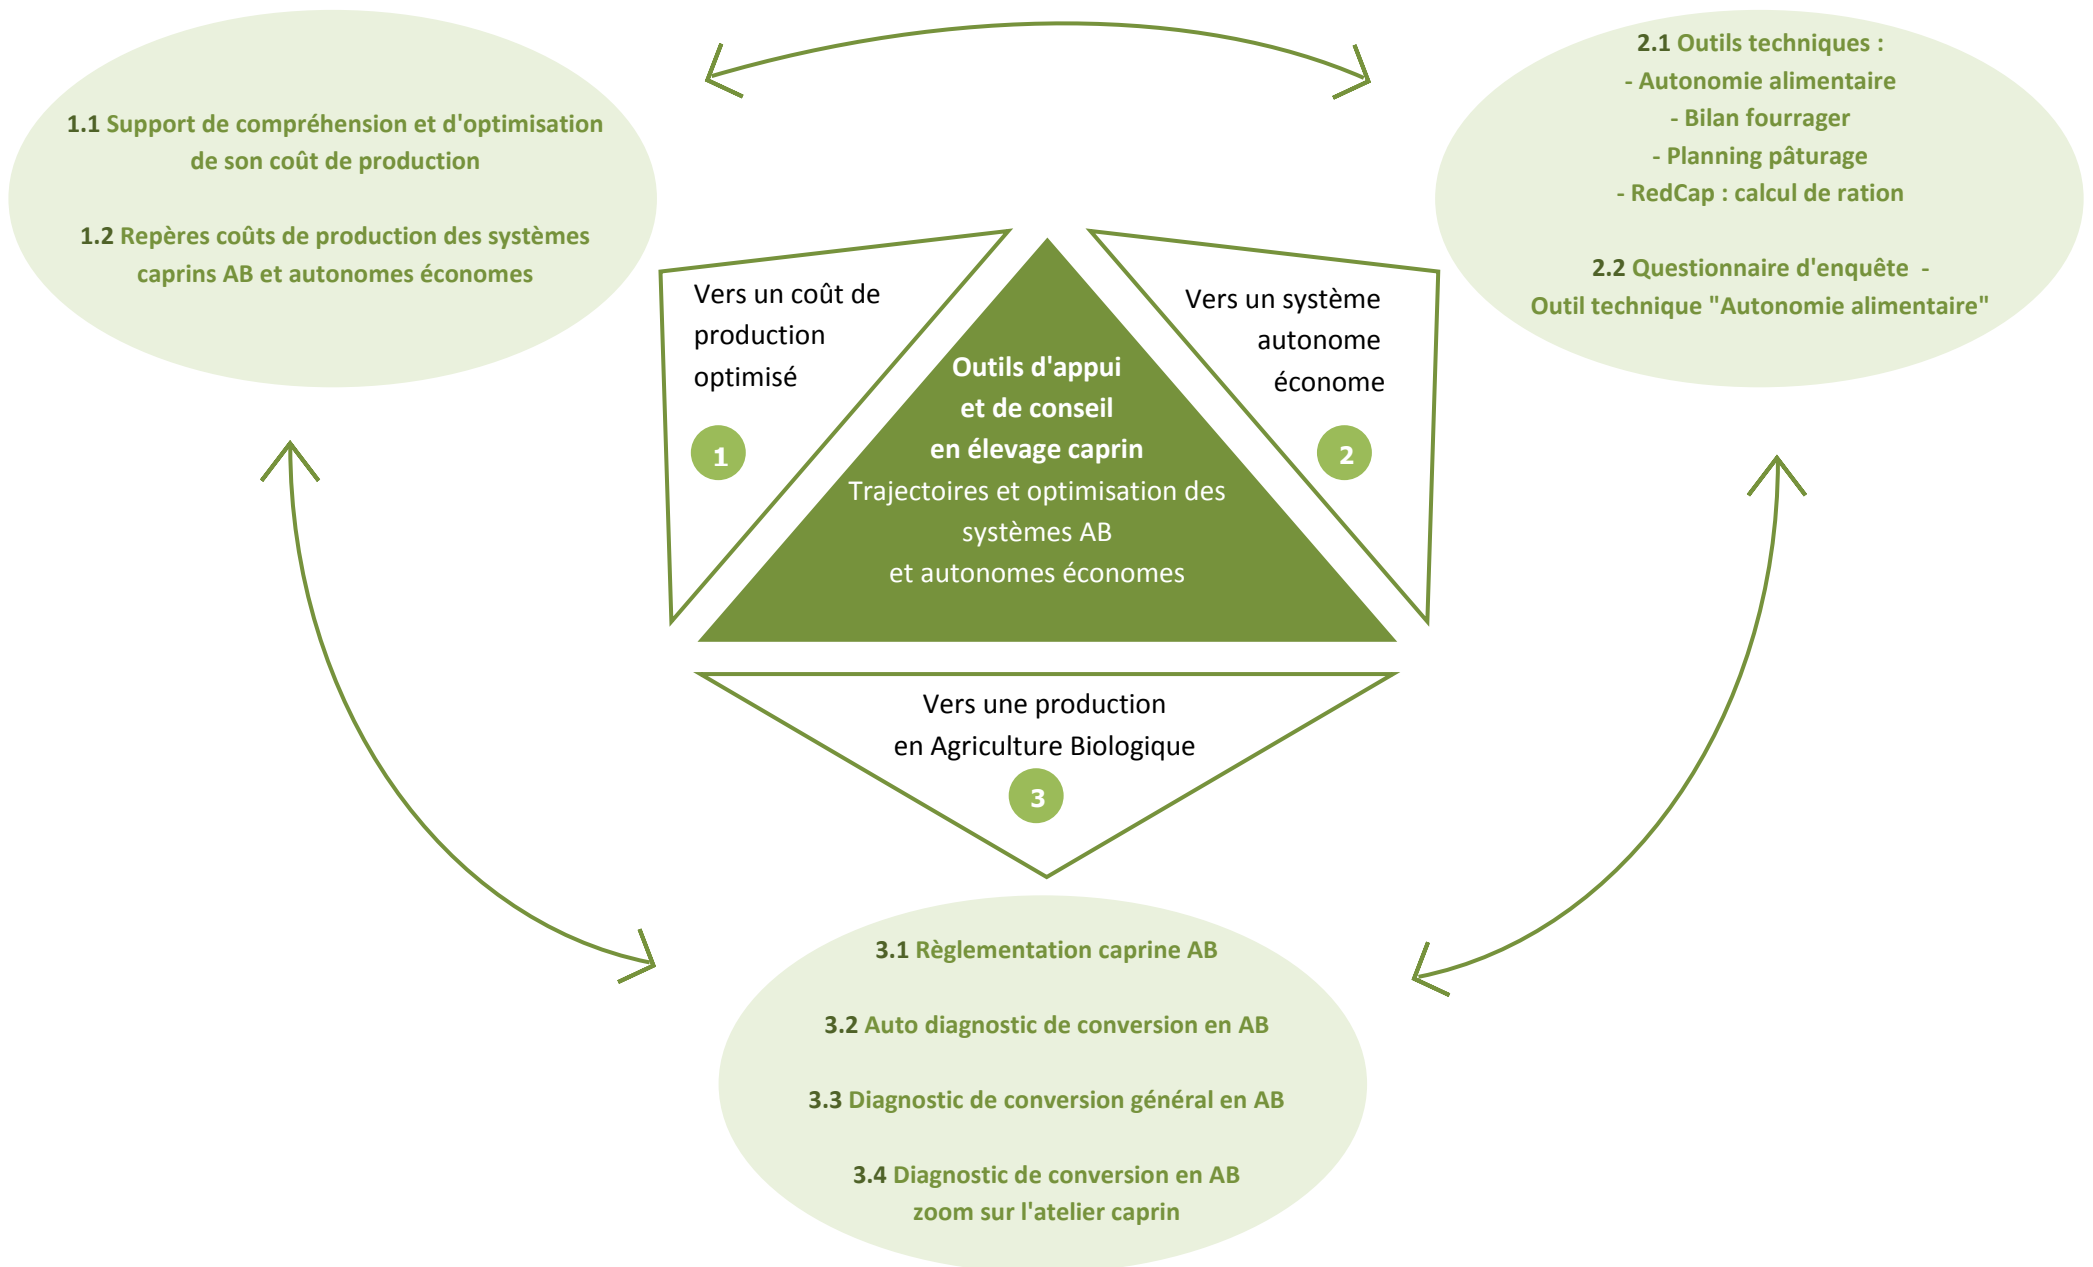 1.1 Support de compréhension et d'optimisation
de son coût de production
1.2 Repères coûts de production des systèmes
caprins AB et autonomes économes
2.1 Outils techniques :
- Autonomie alimentaire
- Bilan fourrager
- Planning pâturage
- RedCap : calcul de ration
2.2 Questionnaire d'enquête -
Outil technique "Autonomie alimentaire"
Vers un coût de
production
optimisé
1
Outils d'appui
et de conseil
en élevage caprin
Trajectoires et optimisation des
systèmes AB
et autonomes économes
Vers un système
autonome
économe
2
Vers une production
en Agriculture Biologique
3
3.1 Règlementation caprine AB
3.2 Auto diagnostic de conversion en AB
3.3 Diagnostic de conversion général en AB
3.4 Diagnostic de conversion en AB
zoom sur l'atelier caprin